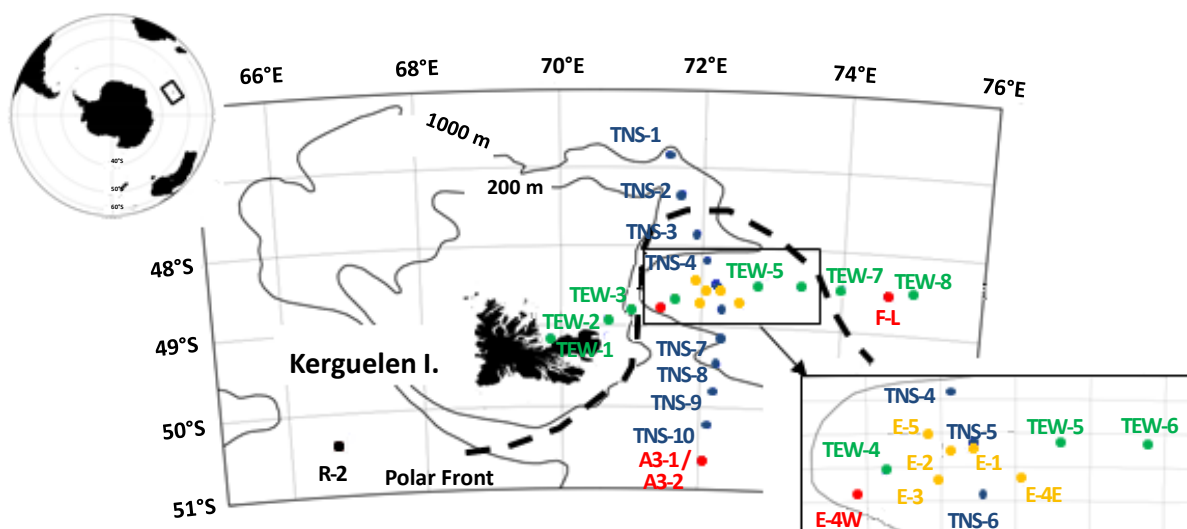 66°E
68°E
70°E
72°E
74°E
76°E
40°S
50°S
60°S
1000 m
200 m
TNS-1
TNS-2
TNS-3
TNS-4
TEW-5
TEW-7
TEW-8
F-L
TEW-3
TEW-2
TEW-1
48°S
49°S
50°S
51°S
Kerguelen I.
TNS-7
TNS-8
TNS-9
TNS-10
A3-1 /
A3-2
R-2
Polar Front
TNS-4
E-5
TNS-5
TEW-5
TEW-6
TEW-4
E-2
E-1
E-3
E-4E
E-4W
TNS-6